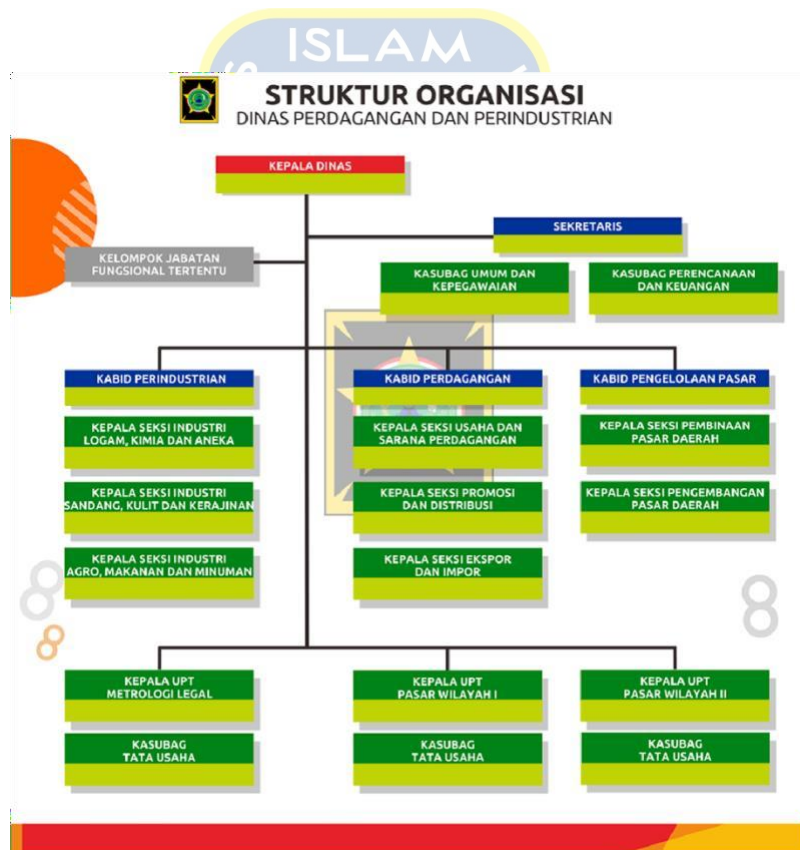 ISLAM
STRUKTUR ORGANISASI
DINAS PERDAGANGAN DAN PERINDUSTRIAN
KEPALA DINAS
SEKRETARIS
KELOMPOK JABATAN
FUNGSIONAL TERTENTU
KASUBAG UMUM DAN
KEPEGAWAIAN
KASUBAG PERENCANAAN
DAN KEUANGAN
KABID PERINDUSTRIAN
KABID PERDAGANGAN
KABID PENGELOLAAN PASAR
KEPALA SEKSI INDUSTRI
LOGAM, KIMIA DAN ANEKA
KEPALA SEKSI USAHA DAN
SARANA PERDAGANGAN
KEPALA SEKSI PEMBINAAN
PASAR DAERAH
KEPALA SEKSI INDUSTRI
SANDANG, KULIT DAN KERAJINAN
KEPALA SEKSI PROMOSI
DAN DISTRIBUSI
KEPALA SEKSI PENGEMBANGAN
PASAR DAERAH
KEPALA SEKSI INDUSTRI
AGRO, MAKANAN DAN MINUMAN
KEPALA SEKSI EKSPOR
DAN IMPOR
KEPALA UPT
METROLOGI LEGAL
KEPALA UPT
PASAR WILAYAH I
KEPALA UPT
PASAR WILAYAH II
KASUBAG
TATA USAHA
KASUBAG
TATA USAHA
KASUBAG
TATA USAHA